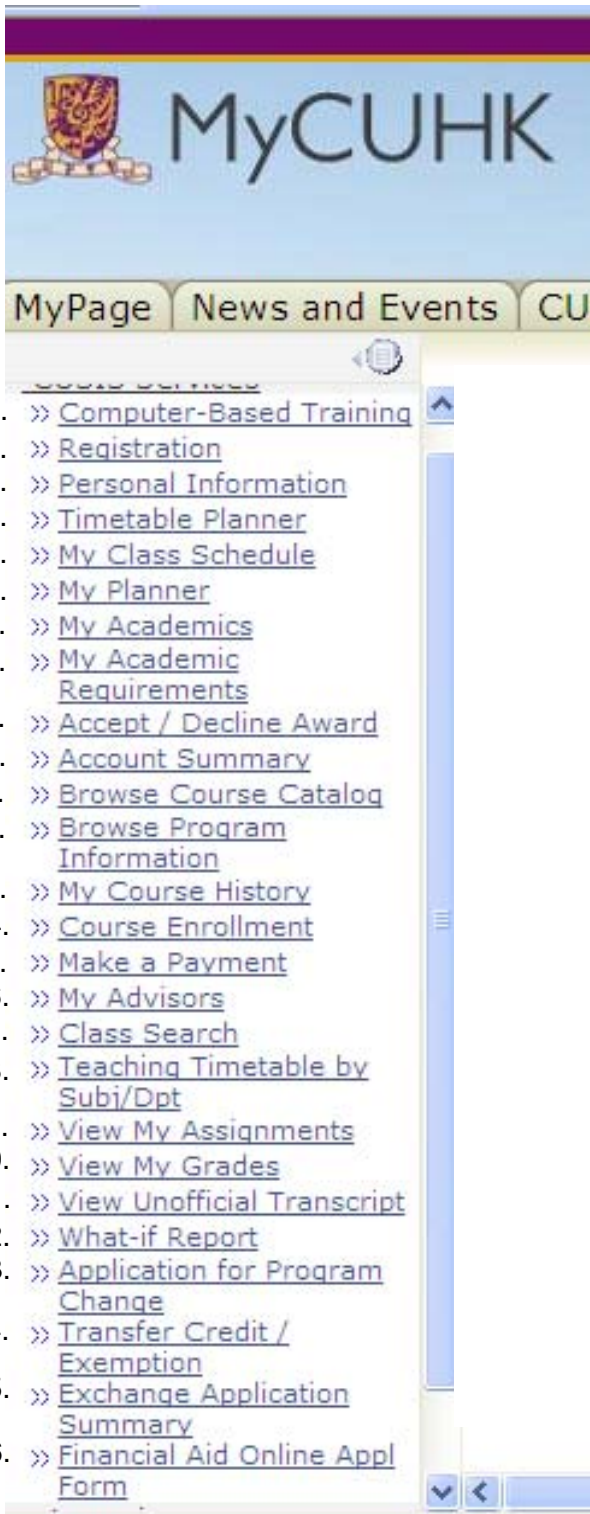 MyCUHK
MyPage
News and Events
CU
Services
. » Computer-Based Training
. » Registration
. » Personal Information
. » Timetable Planner
. » My Class Schedule
. » My Planner
. » My Academics
. » My Academic
Requirements
. » Accept / Decline Award
. » Account Summary
. » Browse Course Catalog
. » Browse Program
Information
. » My Course History
. » Course Enrollment
. » Make a Payment
. » My Advisors
. » Class Search
. » Teaching Timetable by
Subj/Dpt
. » View My Assignments
. » View My Grades
. » View Unofficial Transcript
. » What-if Report
. » Application for Program
Change
. » Transfer Credit /
Exemption
. » Exchange Application
Summary
. » Financial Aid Online Appl
Form